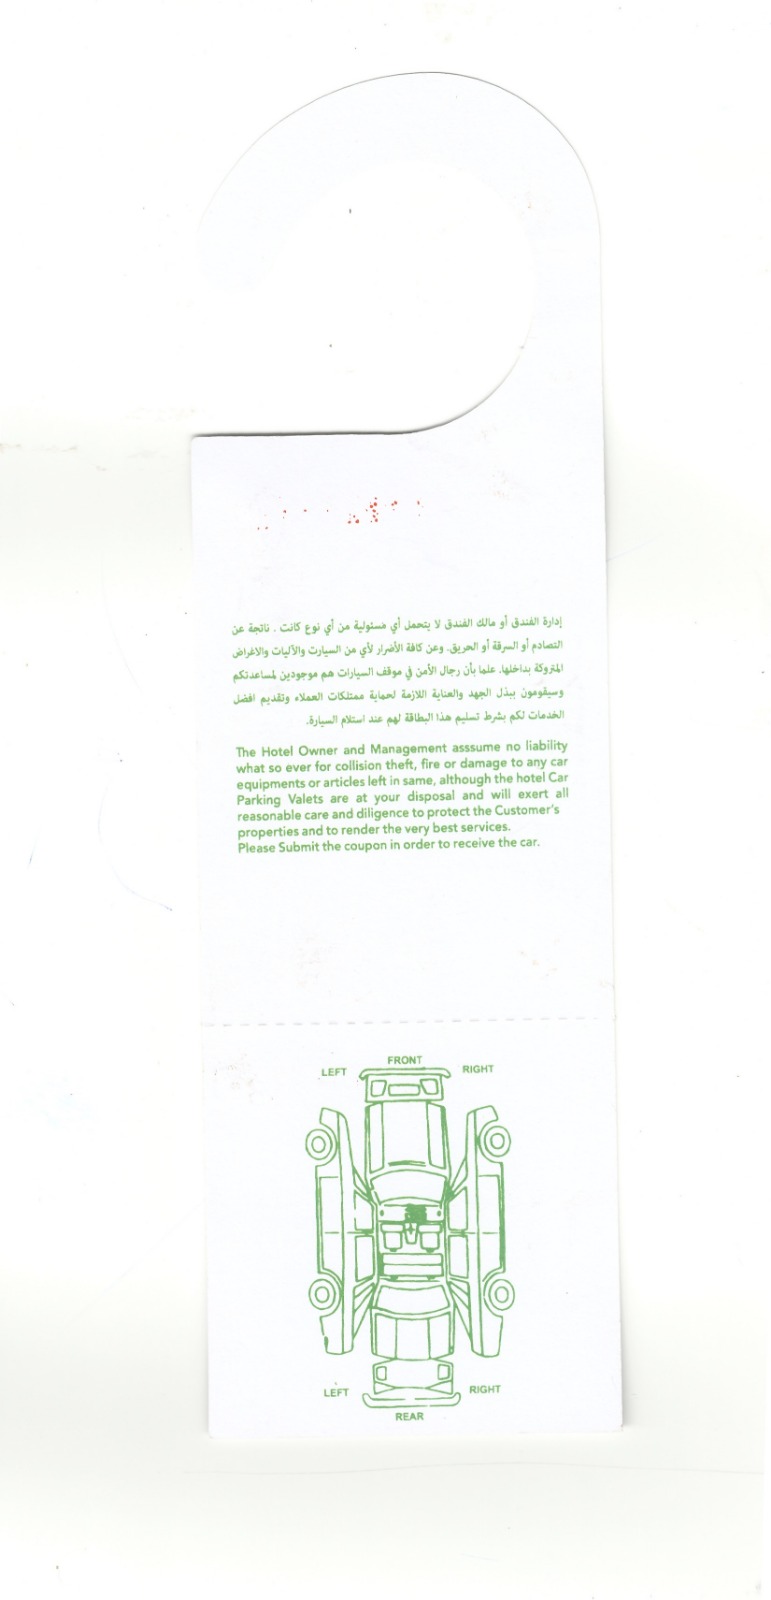 إدارة الفندق أو مالك الفندق لا يتحمل أي مسئولية من أي نوع كانت . ناتجة عن
التصادم أو السرقة أو الحريق. وعن كافة الأضرار لأي من السيارت والآليات والاغراض
المتروكة بداخلها. علما بأن رجال الأمن في موقف السيارات هم موجودين لمساعدتكم
وسيقومون ببذل الجهد والعناية اللازمة لحماية ممتلكات العملاء وتقديم افضل
الخدمات لكم بشرط تسليم هذا البطاقة لهم عند استلام السيارة.
The Hotel Owner and Management asssume no liability
what so ever for collision theft, fire or damage to any car
equipments or articles left in same, although the hotel Car
Parking Valets are at your disposal and will exert all
reasonable care and diligence to protect the Customer's
properties and to render the very best services.
Please Submit the coupon in order to receive the car.
FRONT
LEFT RIGHT
LEFT RIGHT
REAR